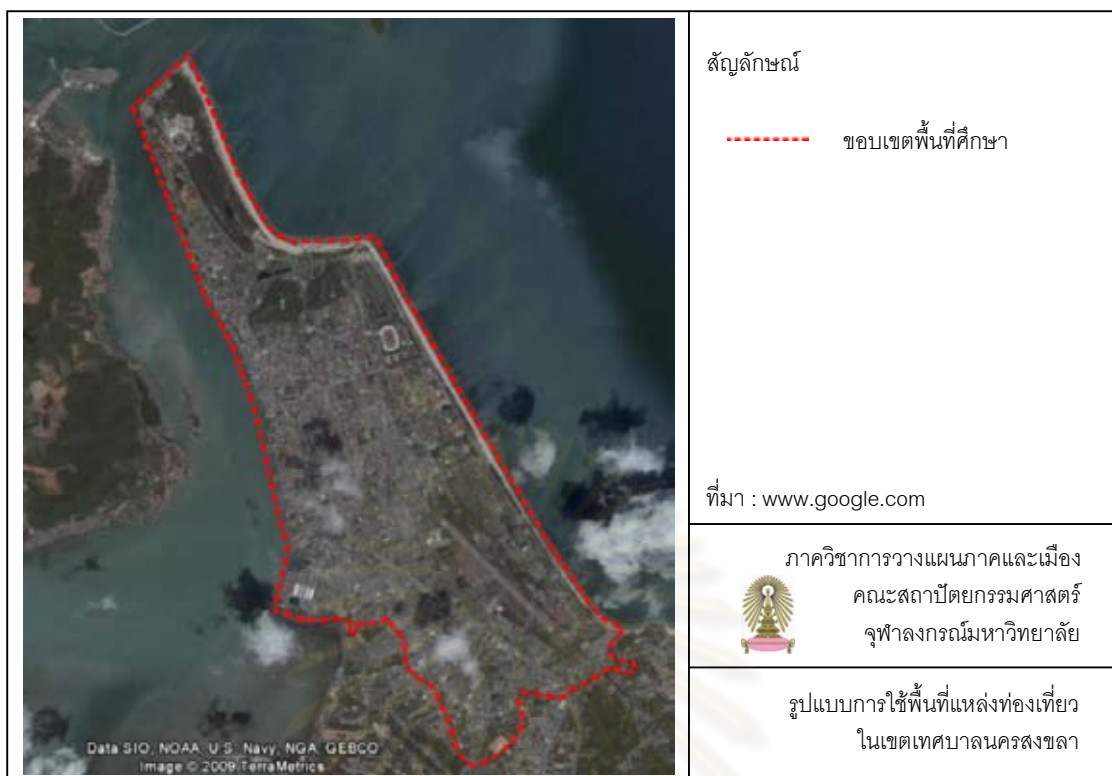 สัญลักษณ์
ขอบเขตพื้นที่ศึกษา
ที่มา : www.google.com
ภาควิชาการวางแผนภาคและเมือง
คณะสถาปัตยกรรมศาสตร์
จุฬาลงกรณ์มหาวิทยาลัย
รูปแบบการใช้พื้นที่แหล่งท่องเที่ยว
ในเขตเทศบาลนครสงขลา
Data SIO, NOAA, U.S. Navy, NGA, GEBCO
Image © 2009 TerraMetrics